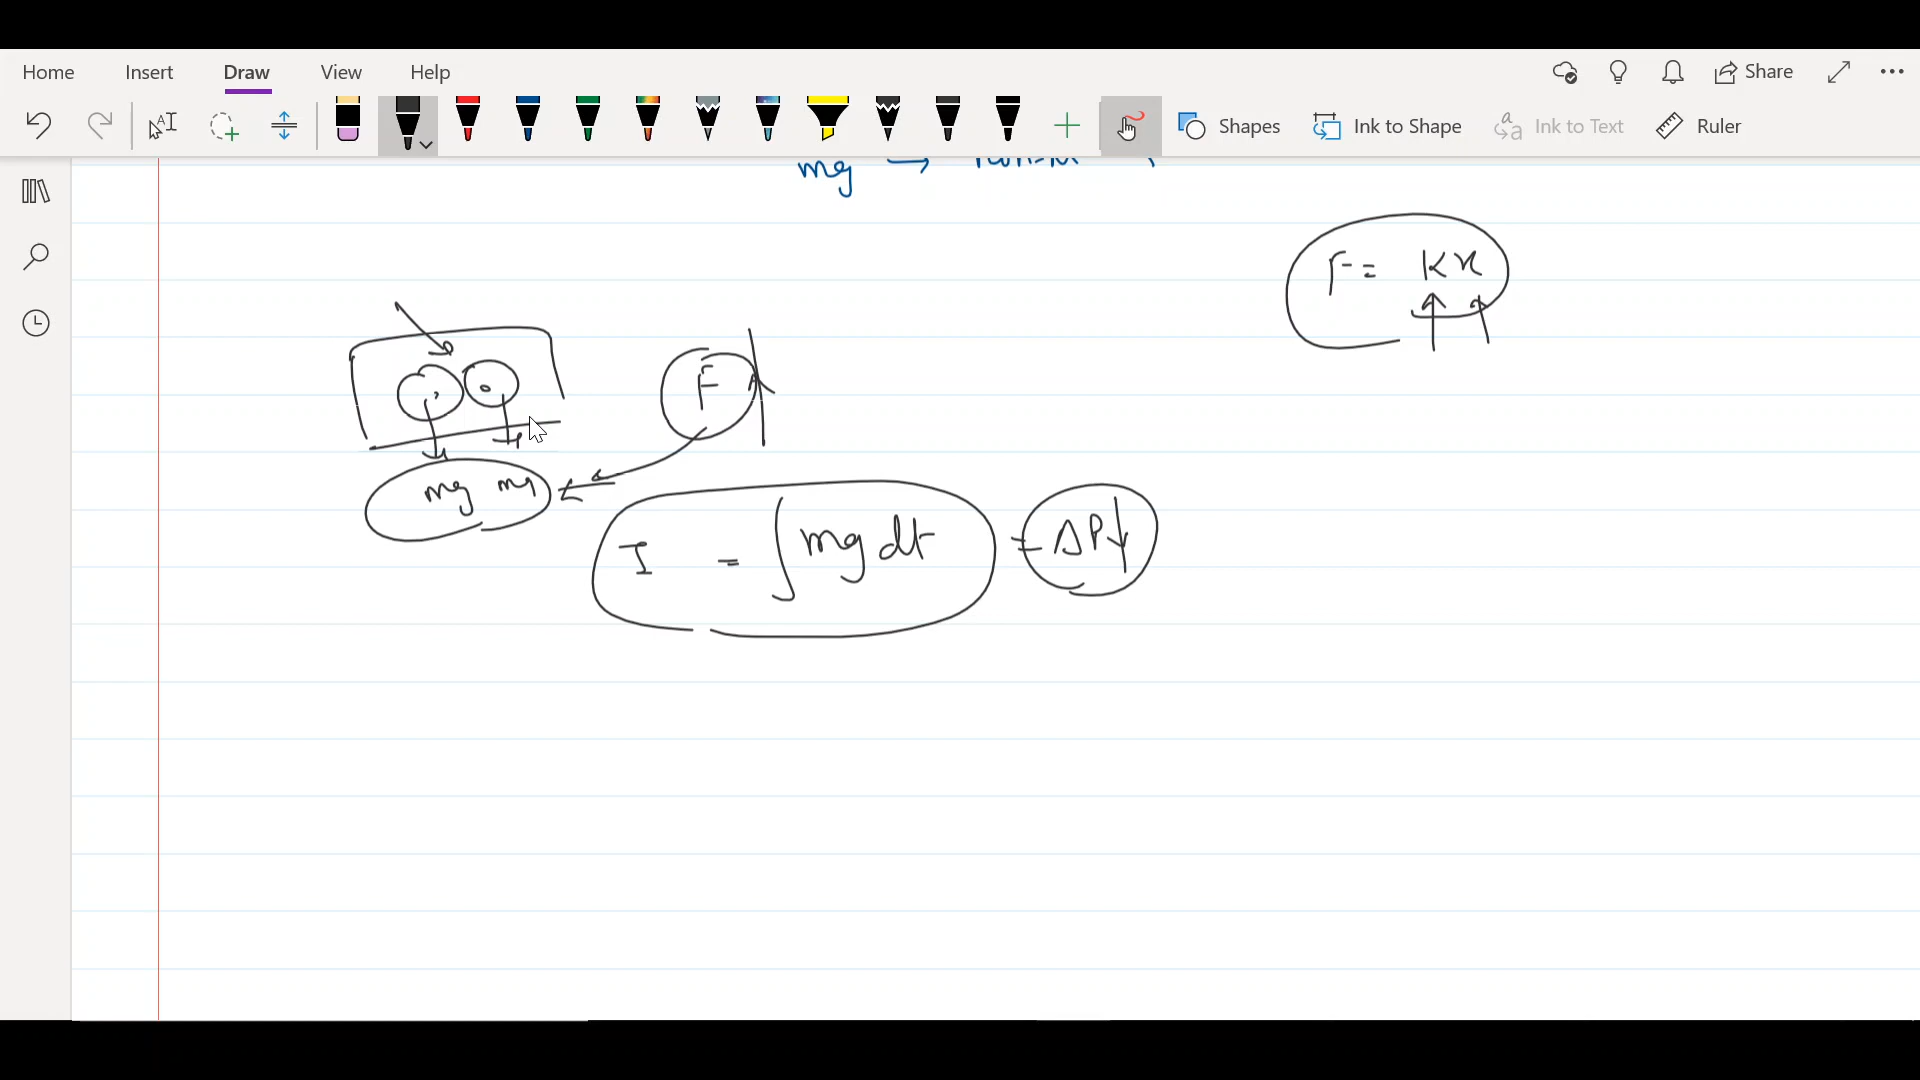 Home Insert Draw View Help Share
Shapes Ink to Shape Ink to Text Ruler
mg →
F = Kx
F
mg mg
I = ∫ mg dt = ΔP↓